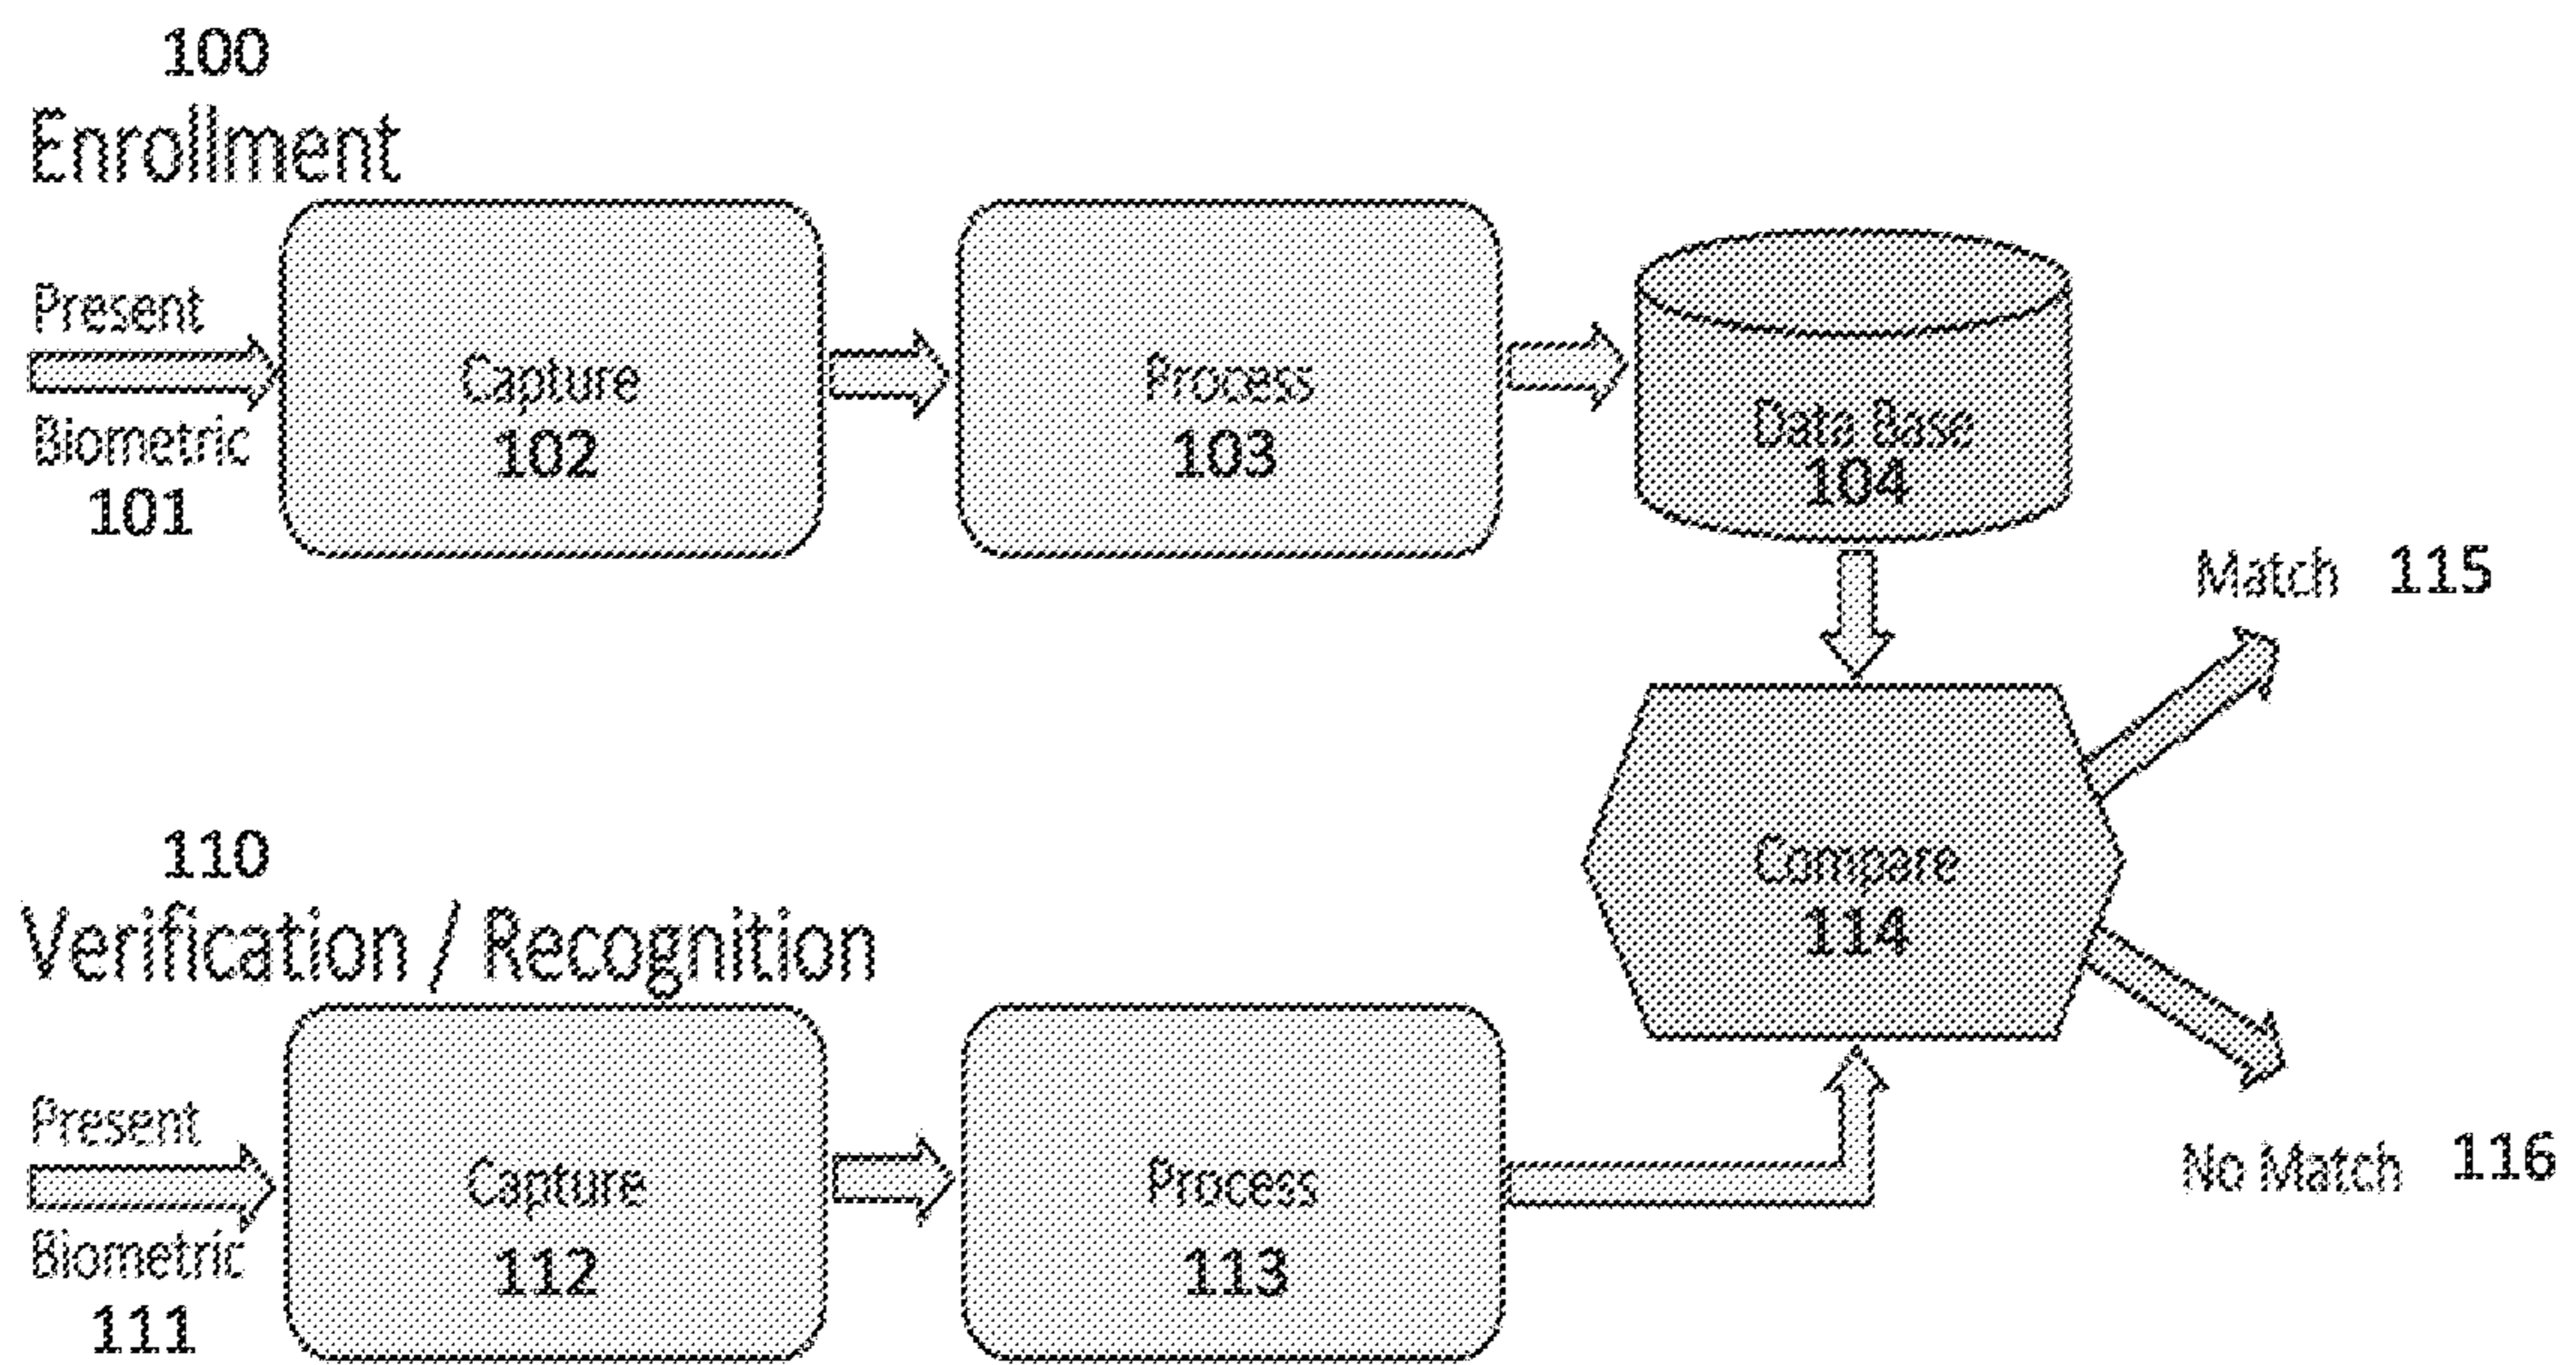 100
Enrollment
Present
Biometric
101
Capture
102
Process
103
Data Base
104
Match 115
Compare
114
110
Verification / Recognition
Present
Biometric
111
Capture
112
Process
113
No Match 116